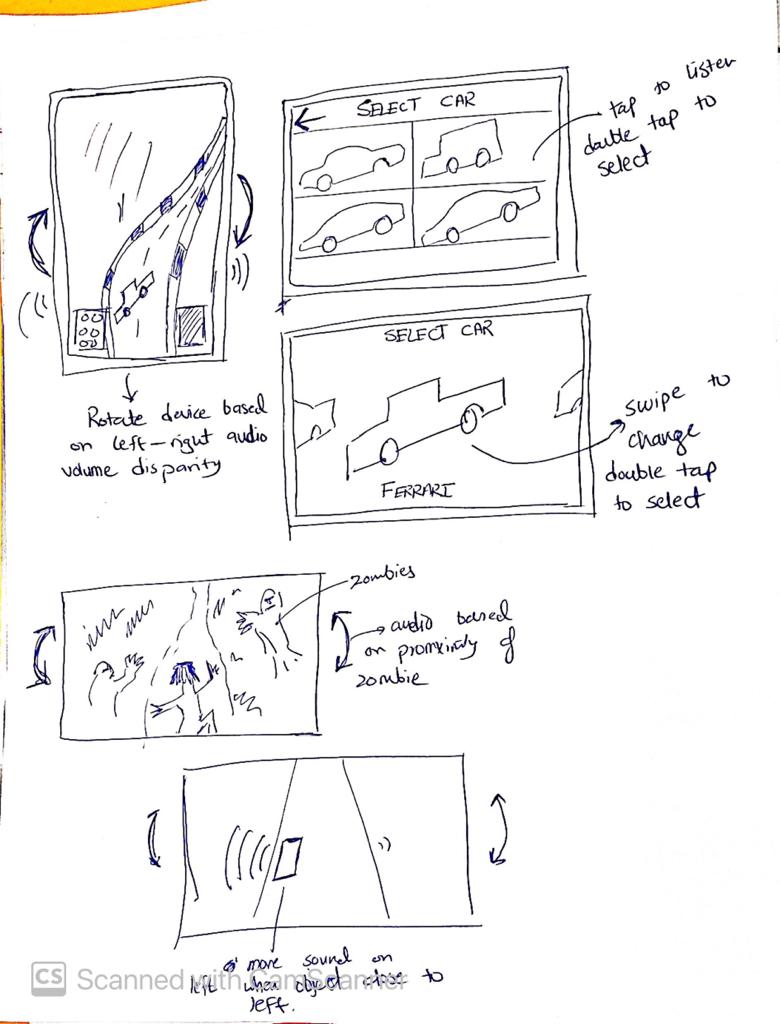 SELECT CAR
tap to listen
double tap to
select
Rotate device based
on left-right audio
volume disparity
SELECT CAR
FERRARI
swipe to
change
double tap
to select
zombies
audio based
on proximity of
zombie
more sound on
left when object close to
left.
CS Scanned with CamScanner